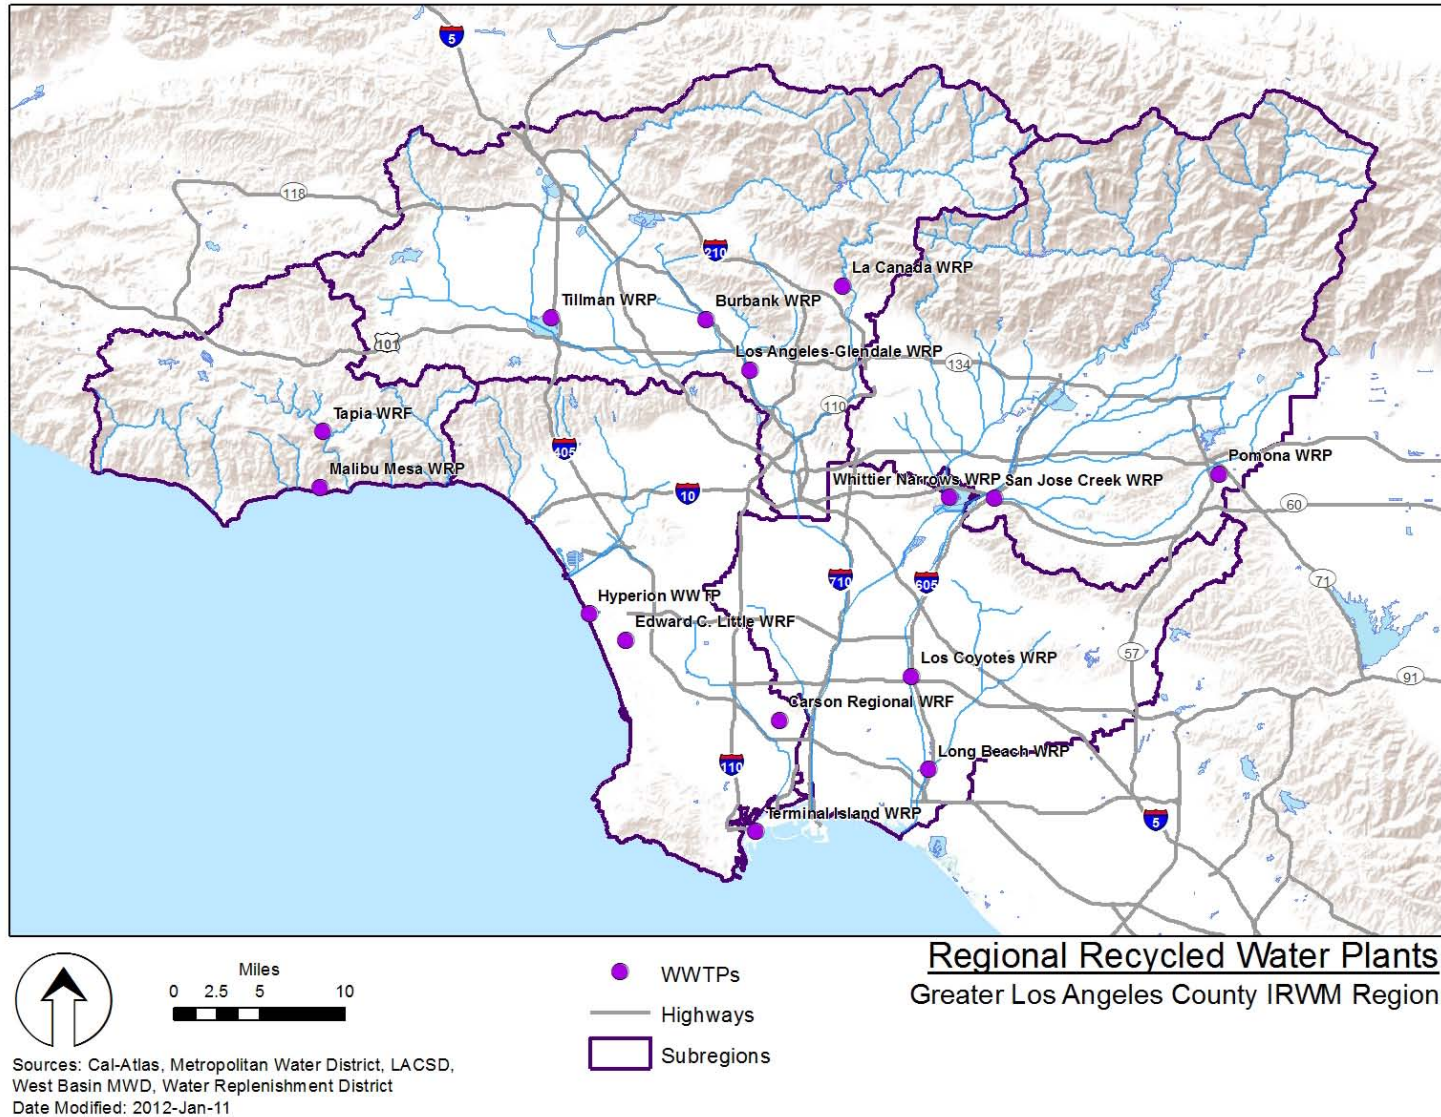 5
118
210
La Canada WRP
Tillman WRP
Burbank WRP
101
Los Angeles-Glendale WRP
134
110
Tapia WRF
405
Malibu Mesa WRP
Pomona WRP
Whittier Narrows WRP
San Jose Creek WRP
10
60
710
605
71
Hyperion WWTP
Edward C. Little WRF
Los Coyotes WRP
57
91
Carson Regional WRF
Long Beach WRP
110
Terminal Island WRP
5
Regional Recycled Water Plants
Greater Los Angeles County IRWM Region
Miles
0 2.5 5 10
WWTPs
Highways
Subregions
Sources: Cal-Atlas, Metropolitan Water District, LACSD,
West Basin MWD, Water Replenishment District
Date Modified: 2012-Jan-11